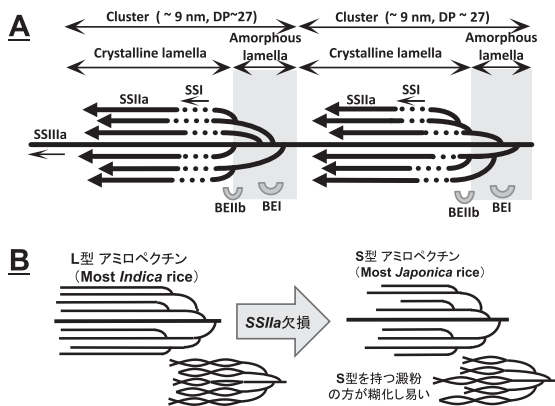 A
Cluster ( ~ 9 nm, DP~27)
Cluster ( ~ 9 nm, DP ~ 27)
Crystalline lamella
Amorphous
lamella
Crystalline lamella
Amorphous
lamella
SSIIa
SSI
SSIIa
SSI
SSIIIa
BEIIb
BEI
BEIIb
BEI
B
L型 アミロペクチン
（Most Indica rice）
SSIIa欠損
S型 アミロペクチン
（Most Japonica rice）
S型を持つ澱粉
の方が糊化し易い